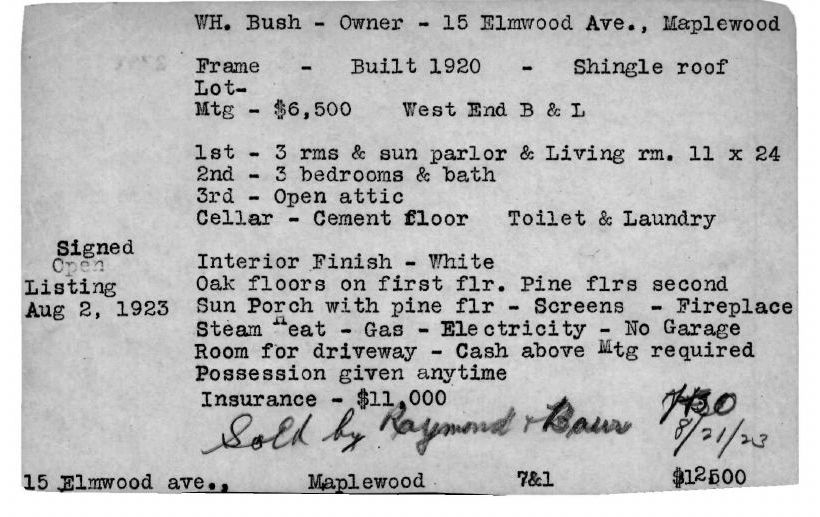 WH. Bush - Owner - 15 Elmwood Ave., Maplewood
Frame - Built 1920 - Shingle roof
Lot-
Mtg - $6,500 West End B & L
1st - 3 rms & sun parlor & Living rm. 11 x 24
2nd - 3 bedrooms & bath
3rd - Open attic
Cellar - Cement floor Toilet & Laundry
Signed
Open
Listing
Aug 2, 1923
Interior Finish - White
Oak floors on first flr. Pine flrs second
Sun Porch with pine flr - Screens - Fireplace
Steam Heat - Gas - Electricity - No Garage
Room for driveway - Cash above Mtg required
Possession given anytime
Insurance - $11,000
Sold by Raymond & Baur
8/21/23
15 Elmwood ave., Maplewood 7&1 $12500